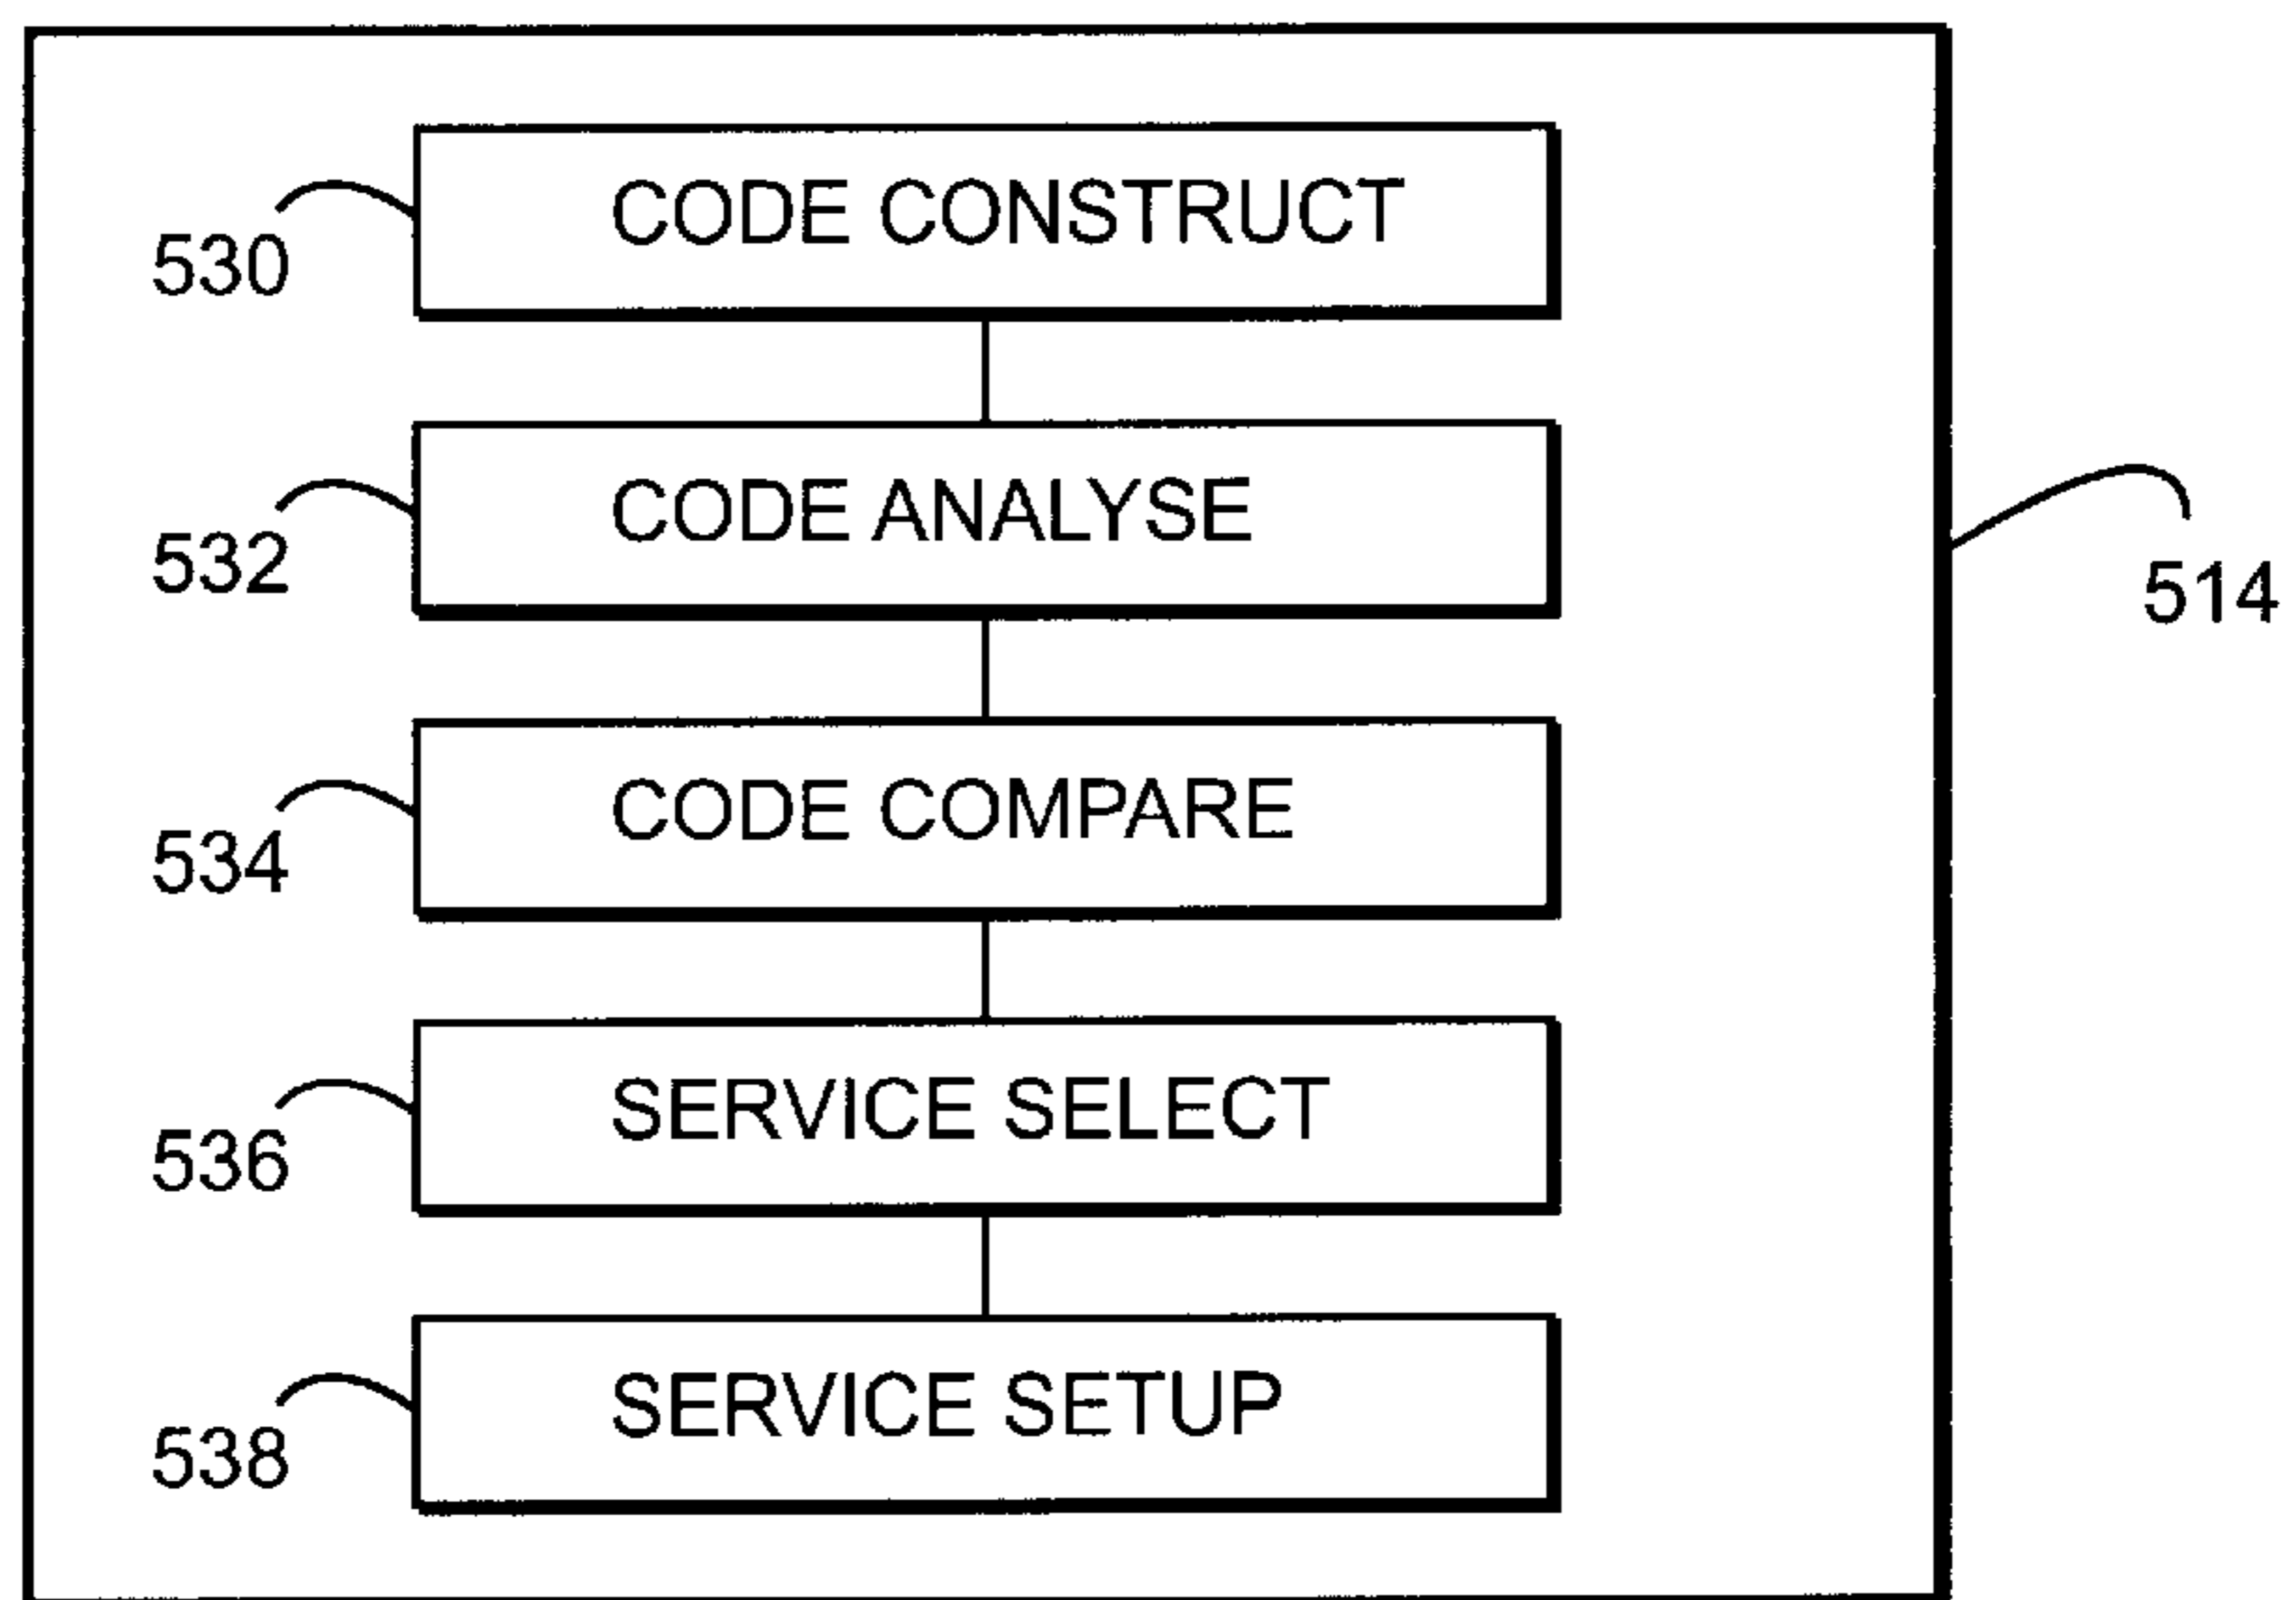 CODE CONSTRUCT
530
CODE ANALYSE
532
514
CODE COMPARE
534
SERVICE SELECT
536
SERVICE SETUP
538